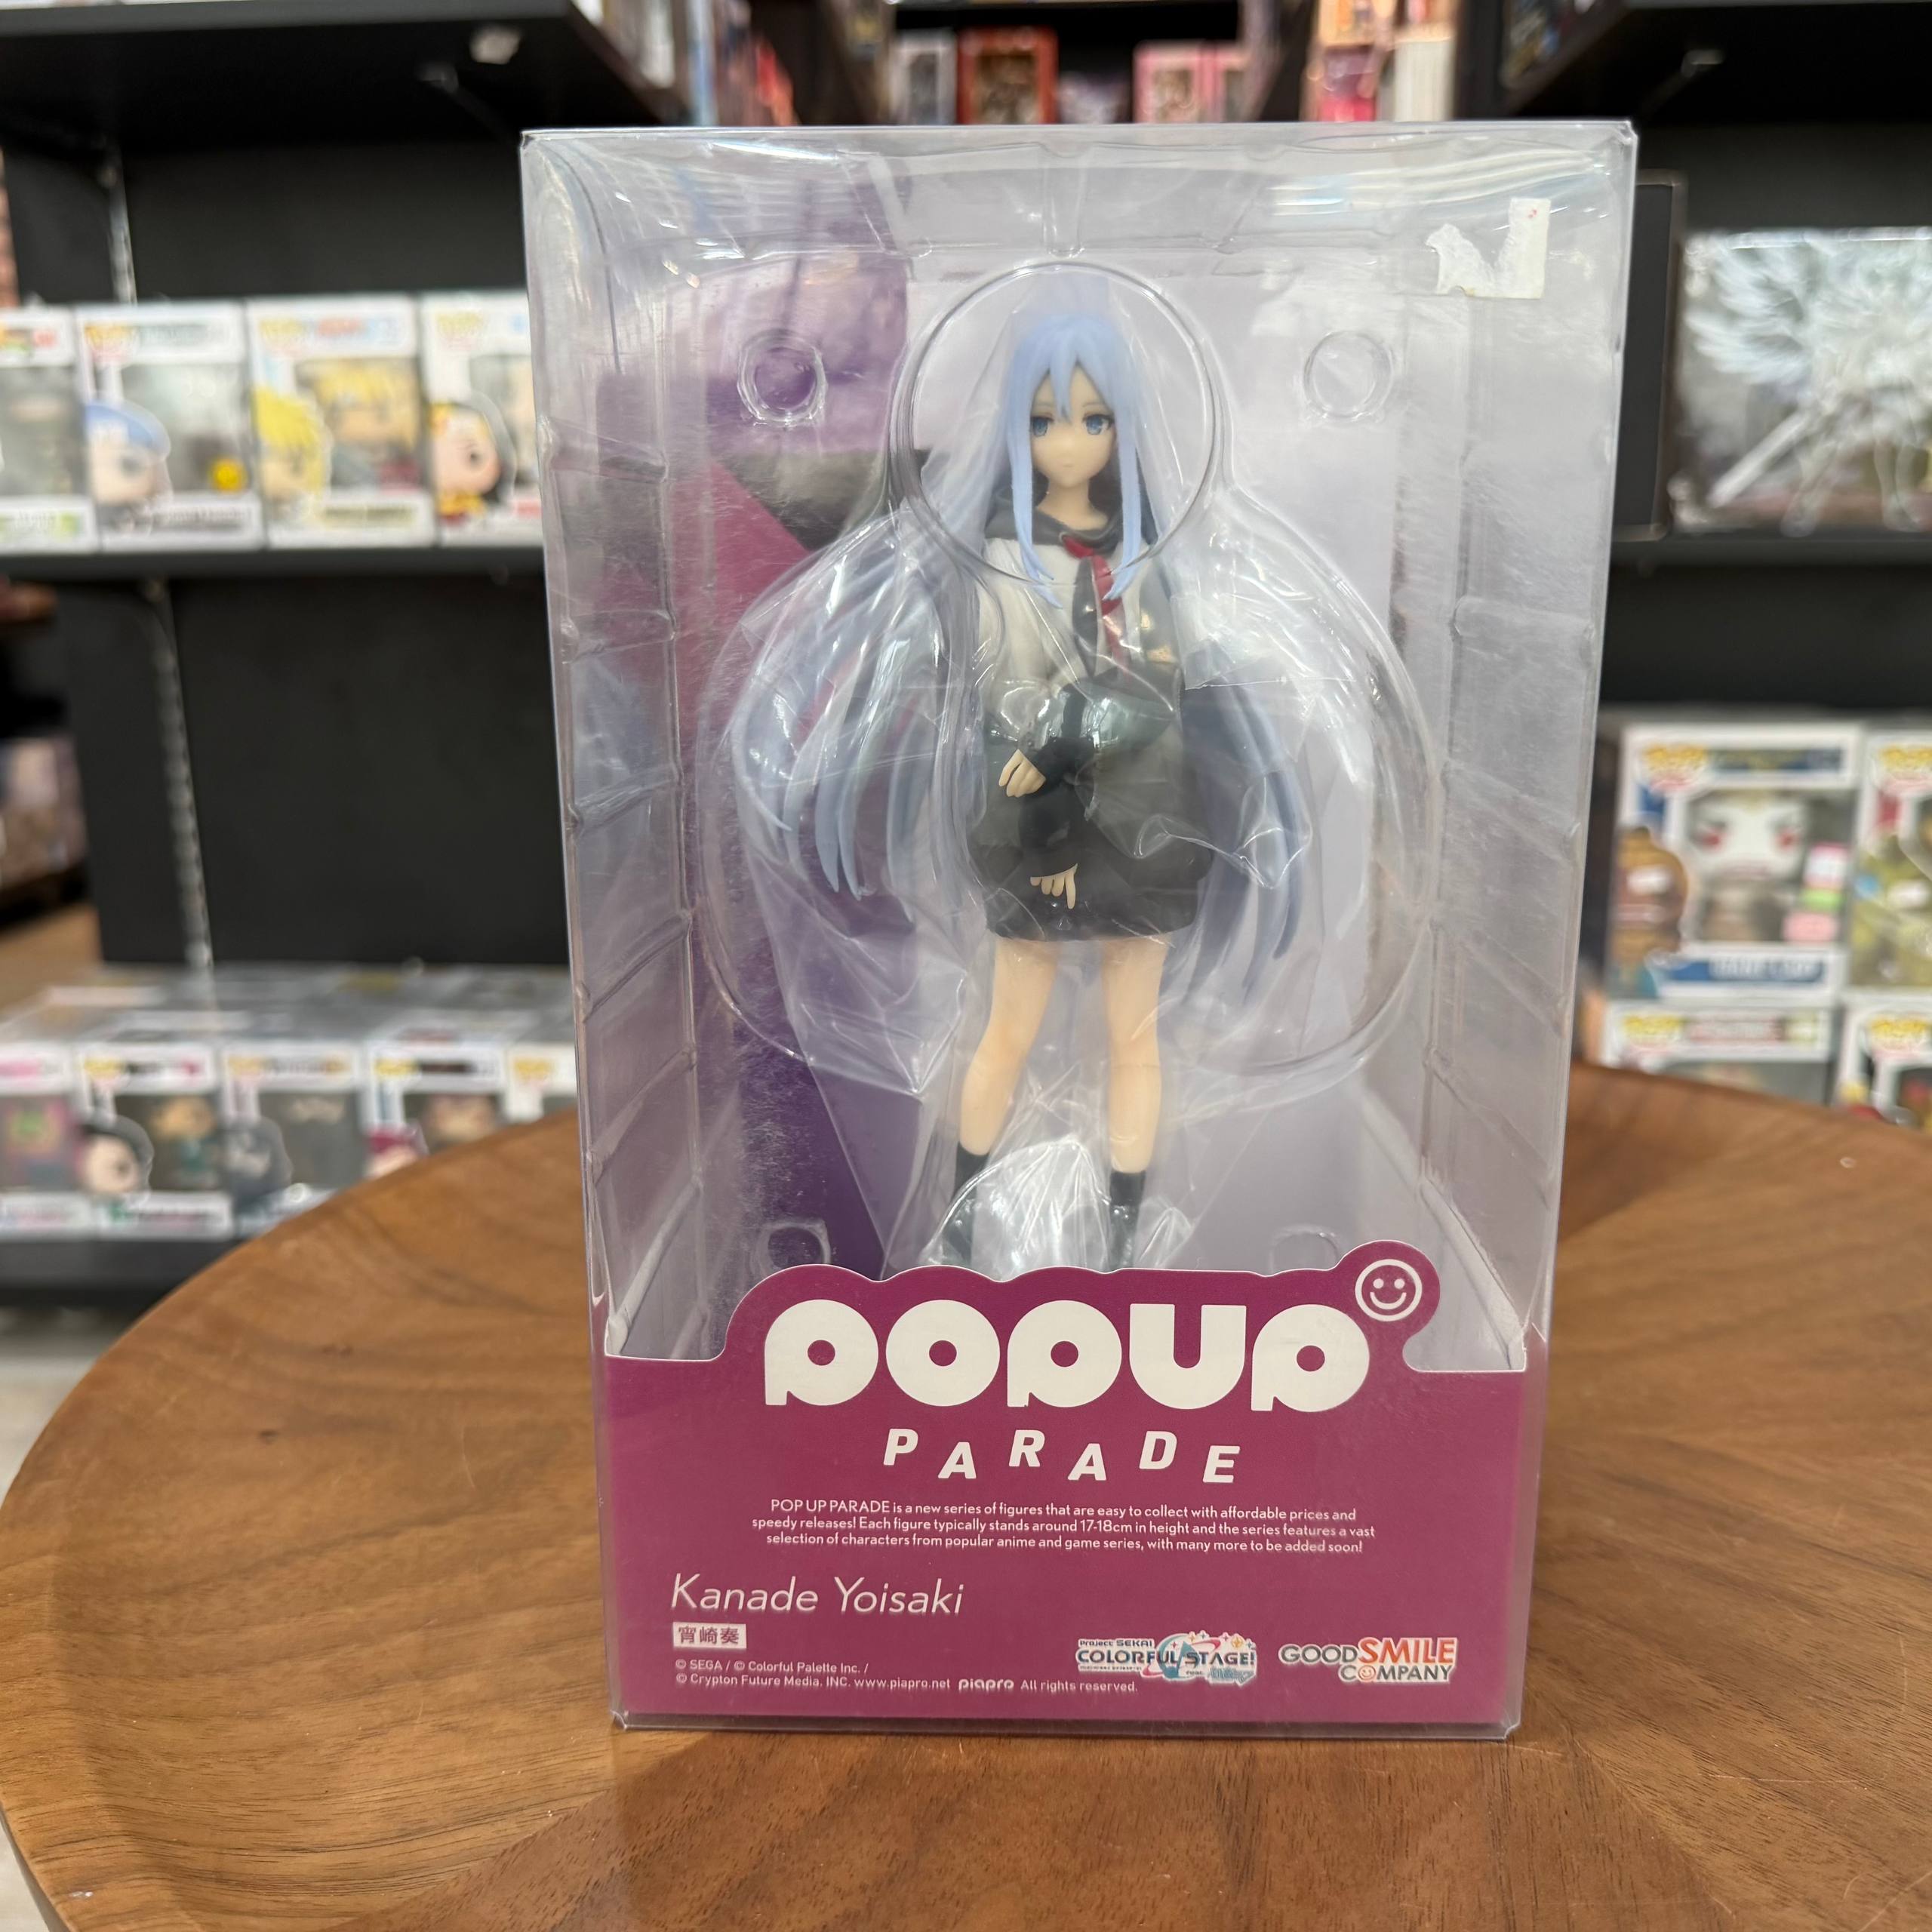 POPUP
PARADE
POP UP PARADE is a new series of figures that are easy to collect with affordable prices and
speedy releases! Each figure typically stands around 17-18cm in height and the series features a vast
selection of characters from popular anime and game series, with many more to be added soon!
Kanade Yoisaki
宵崎奏
© SEGA / © Colorful Palette Inc. /
© Crypton Future Media, INC. www.piapro.net piapro All rights reserved.
Project SEKAI
COLORFUL STAGE!
GOODSMILE
COMPANY